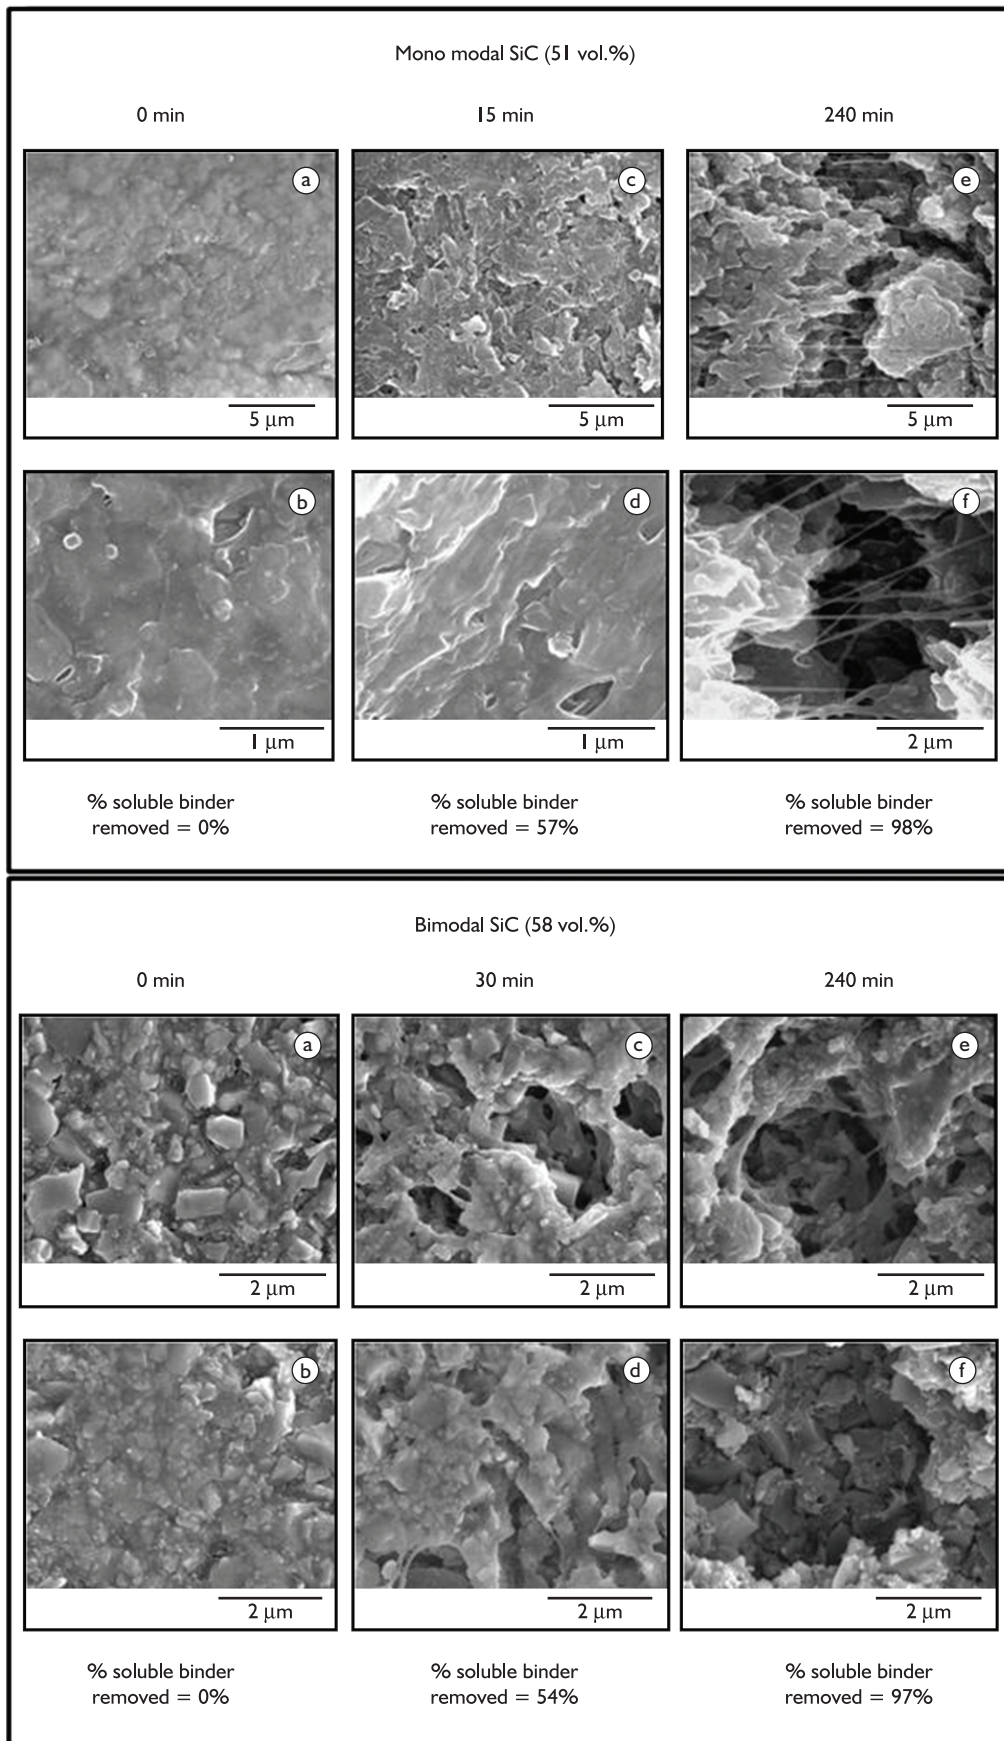 Mono modal SiC (51 vol.%)
0 min
15 min
240 min
a
c
e
5 µm
5 µm
5 µm
b
d
f
1 µm
1 µm
2 µm
% soluble binder
removed = 0%
% soluble binder
removed = 57%
% soluble binder
removed = 98%
Bimodal SiC (58 vol.%)
0 min
30 min
240 min
a
c
e
2 µm
2 µm
2 µm
b
d
f
2 µm
2 µm
2 µm
% soluble binder
removed = 0%
% soluble binder
removed = 54%
% soluble binder
removed = 97%